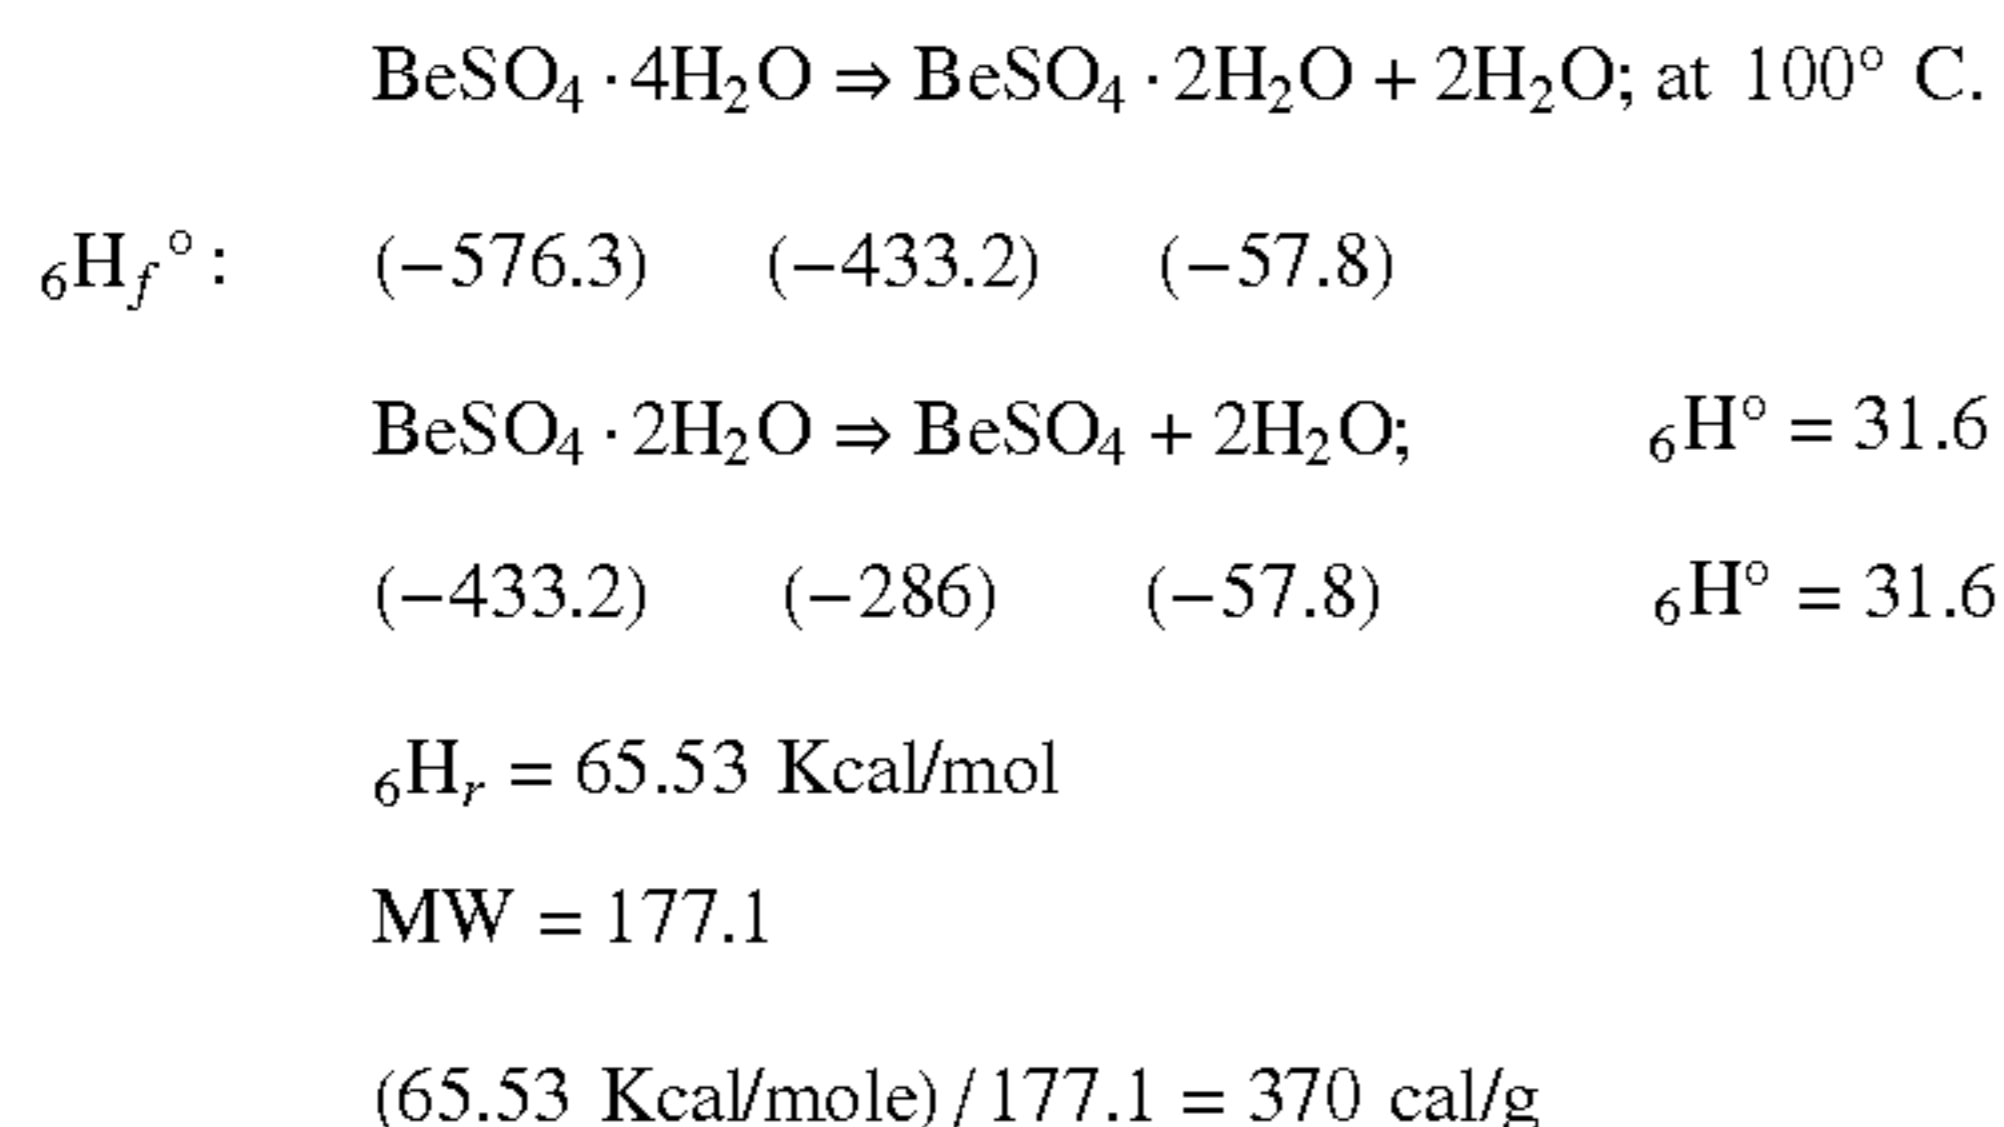 BeSO₄ · 4H₂O ⇒ BeSO₄ · 2H₂O + 2H₂O; at 100° C.
₆H_f°: (−576.3) (−433.2) (−57.8)
BeSO₄ · 2H₂O ⇒ BeSO₄ + 2H₂O; ₆H° = 31.6
(−433.2) (−286) (−57.8) ₆H° = 31.6
₆Hᵣ = 65.53 Kcal/mol
MW = 177.1
(65.53 Kcal/mole)/177.1 = 370 cal/g